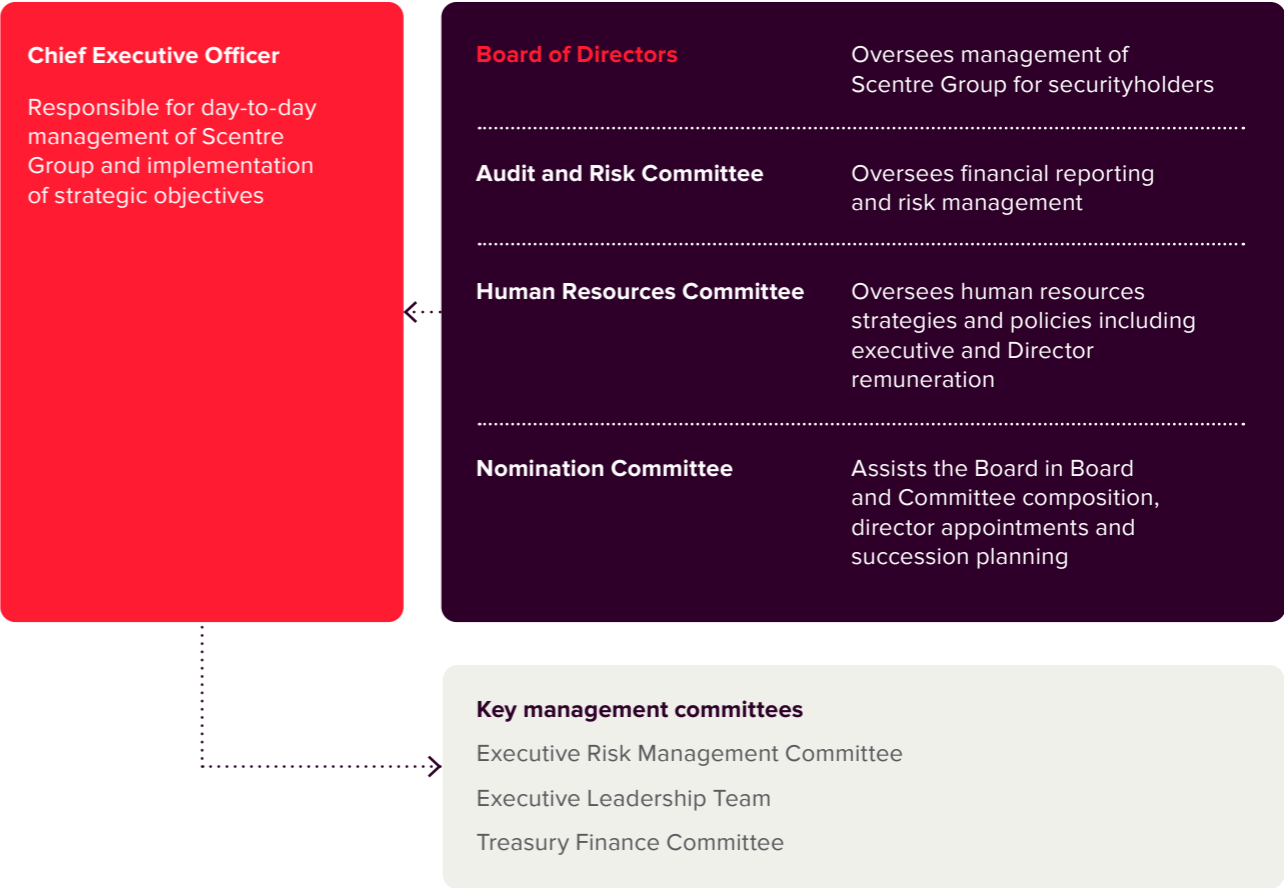 Chief Executive Officer
Responsible for day-to-day
management of Scentre
Group and implementation
of strategic objectives
Board of Directors
Oversees management of
Scentre Group for securityholders
Audit and Risk Committee
Oversees financial reporting
and risk management
Human Resources Committee
Oversees human resources
strategies and policies including
executive and Director
remuneration
Nomination Committee
Assists the Board in Board
and Committee composition,
director appointments and
succession planning
Key management committees
Executive Risk Management Committee
Executive Leadership Team
Treasury Finance Committee